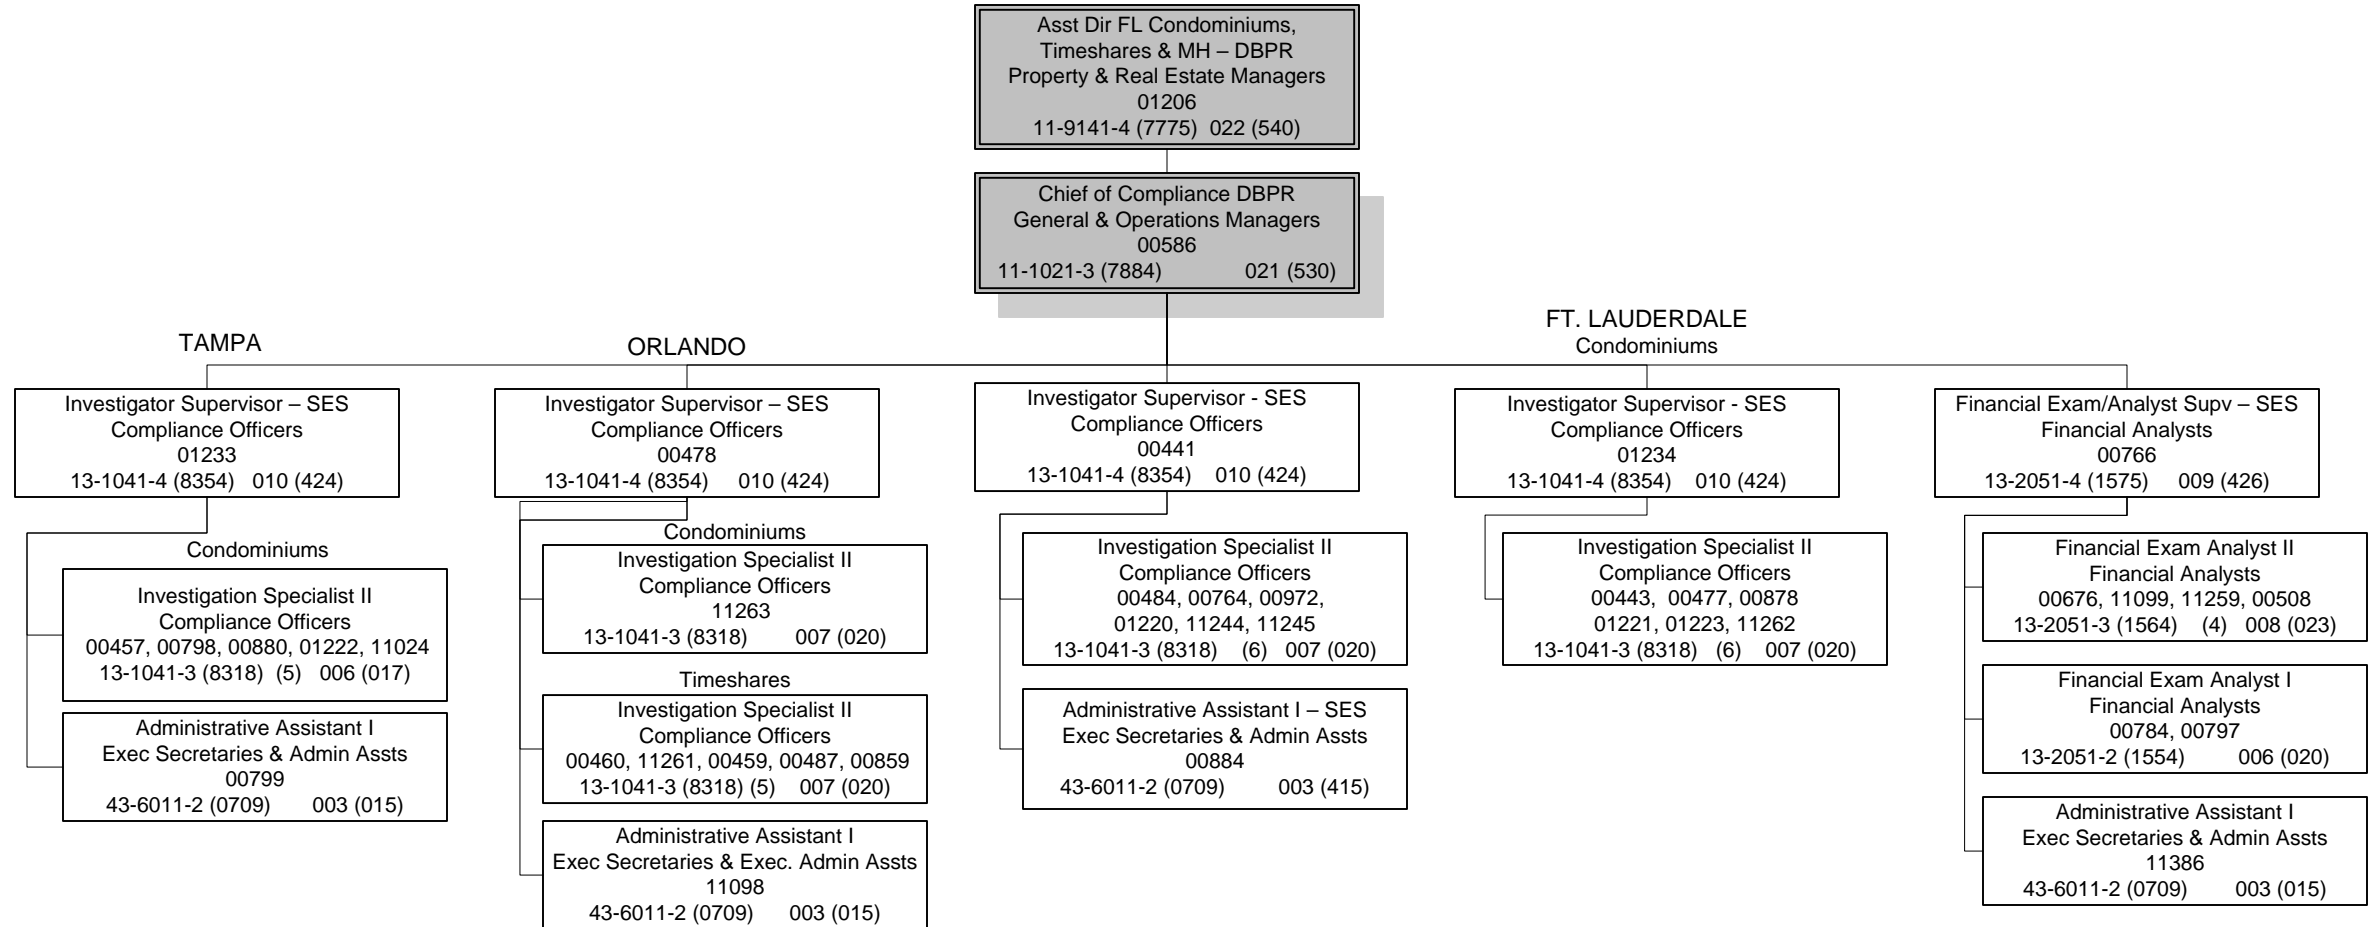 Asst Dir FL Condominiums,
Timeshares & MH – DBPR
Property & Real Estate Managers
01206
11-9141-4 (7775) 022 (540)
Chief of Compliance DBPR
General & Operations Managers
00586
11-1021-3 (7884) 021 (530)
TAMPA
Investigator Supervisor – SES
Compliance Officers
01233
13-1041-4 (8354) 010 (424)
Condominiums
Investigation Specialist II
Compliance Officers
00457, 00798, 00880, 01222, 11024
13-1041-3 (8318) (5) 006 (017)
Administrative Assistant I
Exec Secretaries & Admin Assts
00799
43-6011-2 (0709) 003 (015)
ORLANDO
Investigator Supervisor – SES
Compliance Officers
00478
13-1041-4 (8354) 010 (424)
Condominiums
Investigation Specialist II
Compliance Officers
11263
13-1041-3 (8318) 007 (020)
Timeshares
Investigation Specialist II
Compliance Officers
00460, 11261, 00459, 00487, 00859
13-1041-3 (8318) (5) 007 (020)
Administrative Assistant I
Exec Secretaries & Exec. Admin Assts
11098
43-6011-2 (0709) 003 (015)
Investigator Supervisor - SES
Compliance Officers
00441
13-1041-4 (8354) 010 (424)
Investigation Specialist II
Compliance Officers
00484, 00764, 00972,
01220, 11244, 11245
13-1041-3 (8318) (6) 007 (020)
Administrative Assistant I – SES
Exec Secretaries & Admin Assts
00884
43-6011-2 (0709) 003 (415)
FT. LAUDERDALE
Condominiums
Investigator Supervisor - SES
Compliance Officers
01234
13-1041-4 (8354) 010 (424)
Investigation Specialist II
Compliance Officers
00443, 00477, 00878
01221, 01223, 11262
13-1041-3 (8318) (6) 007 (020)
Financial Exam/Analyst Supv – SES
Financial Analysts
00766
13-2051-4 (1575) 009 (426)
Financial Exam Analyst II
Financial Analysts
00676, 11099, 11259, 00508
13-2051-3 (1564) (4) 008 (023)
Financial Exam Analyst I
Financial Analysts
00784, 00797
13-2051-2 (1554) 006 (020)
Administrative Assistant I
Exec Secretaries & Admin Assts
11386
43-6011-2 (0709) 003 (015)